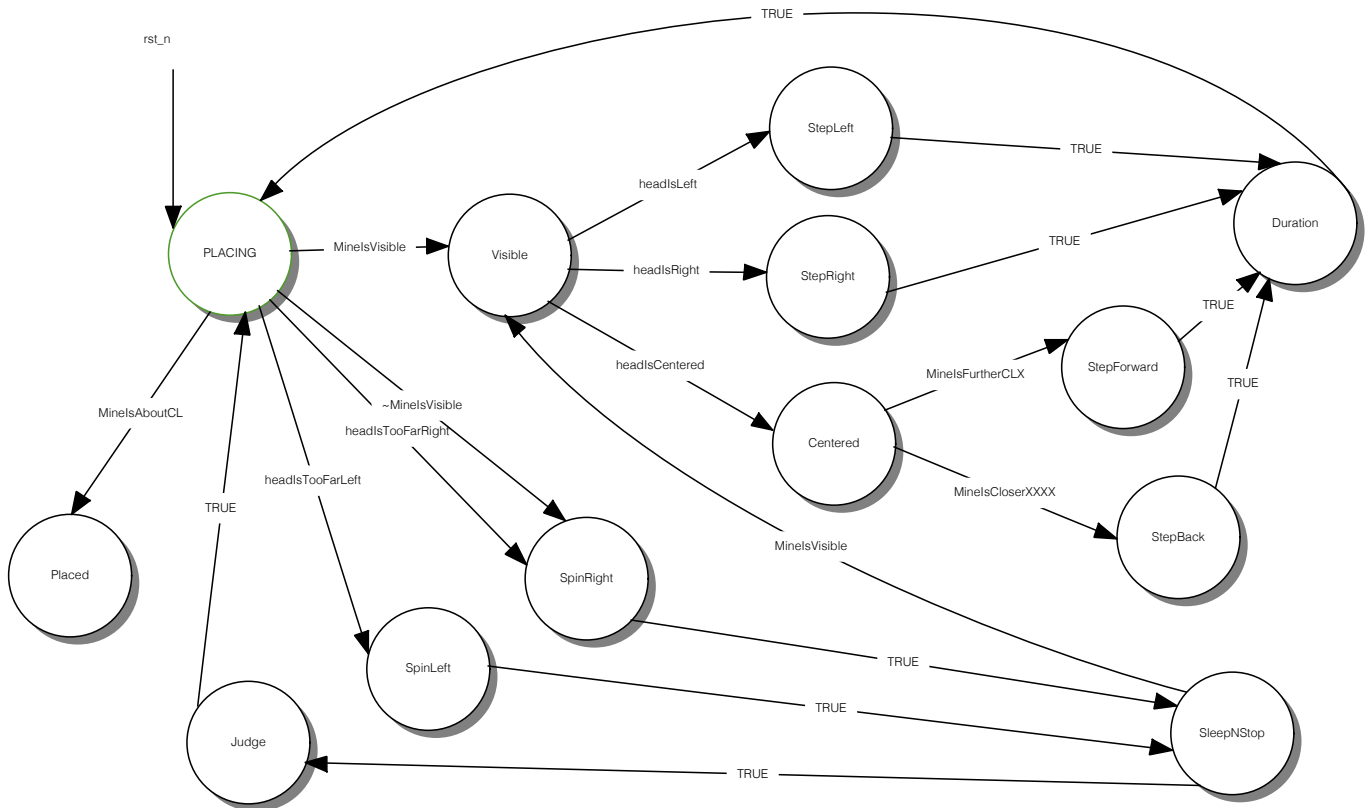 TRUE
rst_n
StepLeft
TRUE
headIsLeft
Duration
PLACING
MineIsVisible
Visible
TRUE
headIsRight
StepRight
TRUE
headIsCentered
MineIsFurtherCLX
StepForward
TRUE
~MineIsVisible
MineIsAboutCL
headIsTooFarRight
Centered
headIsTooFarLeft
MineIsCloserXXXX
TRUE
StepBack
MineIsVisible
Placed
SpinRight
TRUE
SpinLeft
TRUE
SleepNStop
Judge
TRUE